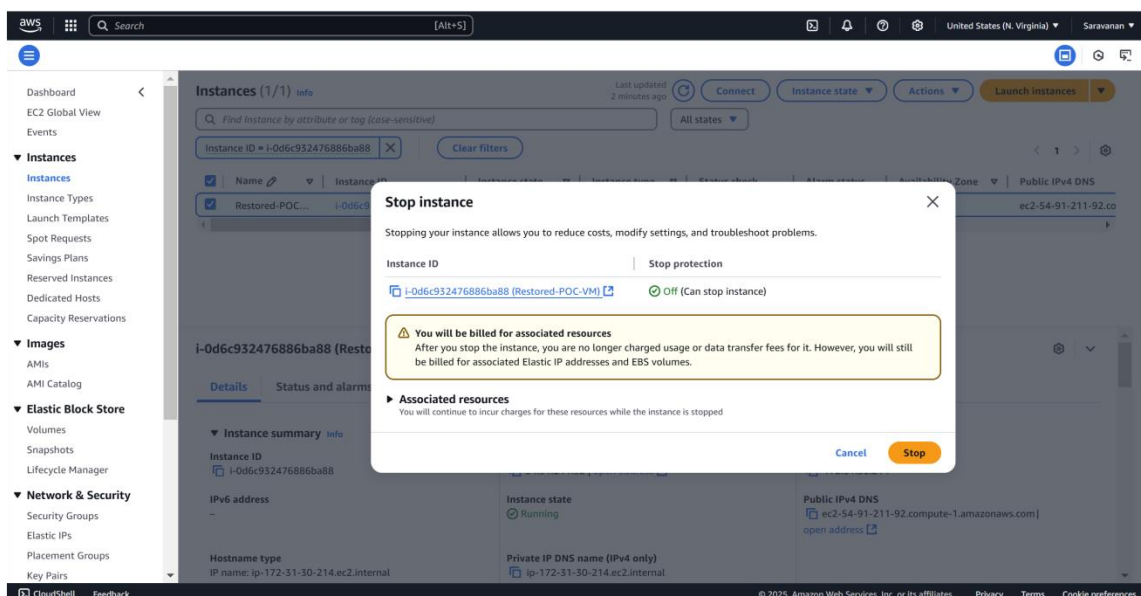 aws
Search [Alt+S]
United States (N. Virginia) Saravanan
Dashboard
EC2 Global View
Events
Instances
Instances
Instance Types
Launch Templates
Spot Requests
Savings Plans
Reserved Instances
Dedicated Hosts
Capacity Reservations
Images
AMIs
AMI Catalog
Elastic Block Store
Volumes
Snapshots
Lifecycle Manager
Network & Security
Security Groups
Elastic IPs
Placement Groups
Key Pairs
Instances (1/1) Info
Last updated
2 minutes ago
Connect Instance state Actions Launch instances
Find Instance by attribute or tag (case-sensitive)
All states
Instance ID = i-0d6c932476886ba88
Clear filters
1
Name Instance ID Instance state Instance type Status check Alarm status Availability Zone Public IPv4 DNS
Restored-POC... i-0d6c9 ec2-54-91-211-92.co
Stop instance
Stopping your instance allows you to reduce costs, modify settings, and troubleshoot problems.
Instance ID Stop protection
i-0d6c932476886ba88 (Restored-POC-VM) Off (Can stop instance)
You will be billed for associated resources
After you stop the instance, you are no longer charged usage or data transfer fees for it. However, you will still
be billed for associated Elastic IP addresses and EBS volumes.
Associated resources
You will continue to incur charges for these resources while the instance is stopped
Cancel Stop
i-0d6c932476886ba88 (Resto
Details Status and alarms
Instance summary Info
Instance ID
i-0d6c932476886ba88
IPv6 address
–
Instance state
Running
Public IPv4 DNS
ec2-54-91-211-92.compute-1.amazonaws.com |
open address
Hostname type
IP name: ip-172-31-30-214.ec2.internal
Private IP DNS name (IPv4 only)
ip-172-31-30-214.ec2.internal
CloudShell Feedback
© 2025, Amazon Web Services, Inc. or its affiliates. Privacy Terms Cookie preferences